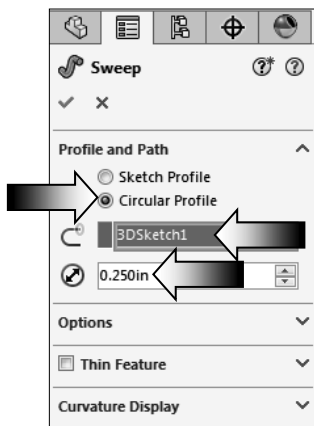 Sweep
Profile and Path
Sketch Profile
Circular Profile
3DSketch1
0.250in
Options
Thin Feature
Curvature Display